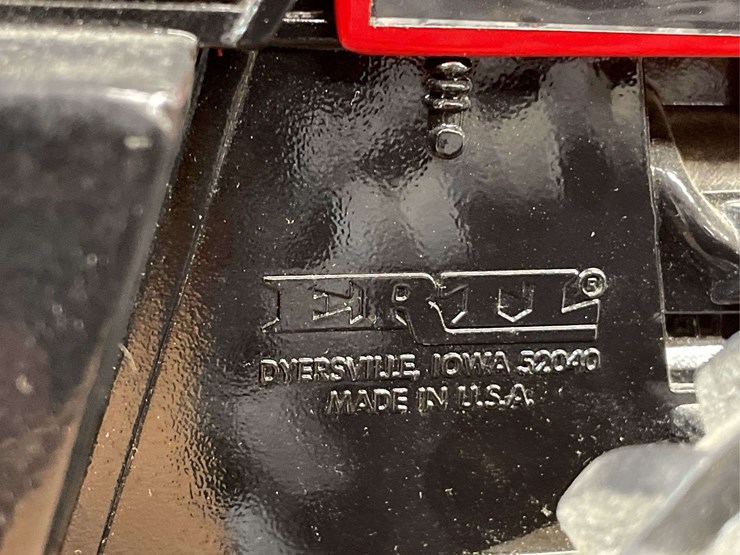 ERTL®
DYERSVILLE, IOWA 52040
MADE IN U.S.A.